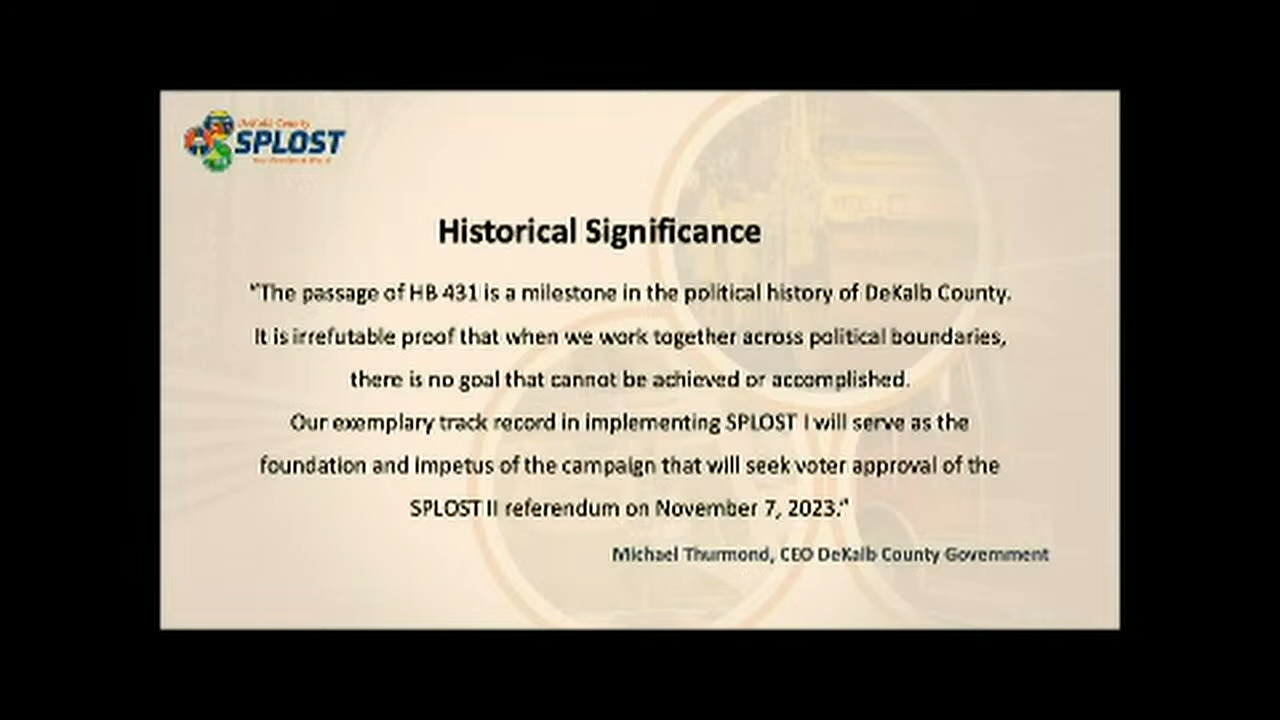 DeKalb County
SPLOST
Historical Significance
"The passage of HB 431 is a milestone in the political history of DeKalb County.
It is irrefutable proof that when we work together across political boundaries,
there is no goal that cannot be achieved or accomplished.
Our exemplary track record in implementing SPLOST I will serve as the
foundation and impetus of the campaign that will seek voter approval of the
SPLOST II referendum on November 7, 2023."
Michael Thurmond, CEO DeKalb County Government